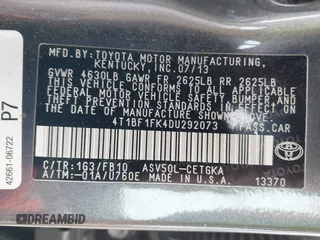 MFD. BY: TOYOTA MOTOR MANUFACTURING,
KENTUCKY, INC. 07/13
GVWR 4630LB GAWR FR 2625LB RR 2625LB
THIS VEHICLE CONFORMS TO ALL APPLICABLE
FEDERAL MOTOR VEHICLE SAFETY, BUMPER, AND
THEFT PREVENTION STANDARDS IN EFFECT ON
THE DATE OF MANUFACTURE SHOWN ABOVE.
4T1BF1FK4DU292073 PASS.CAR
C/TR: 1G3/FB10 ASV50L-CETGKA
A/TM: -01A/U760E MADE IN U.S.A.
13370
TOYOTA
P7
42661-06722
DREAMBID